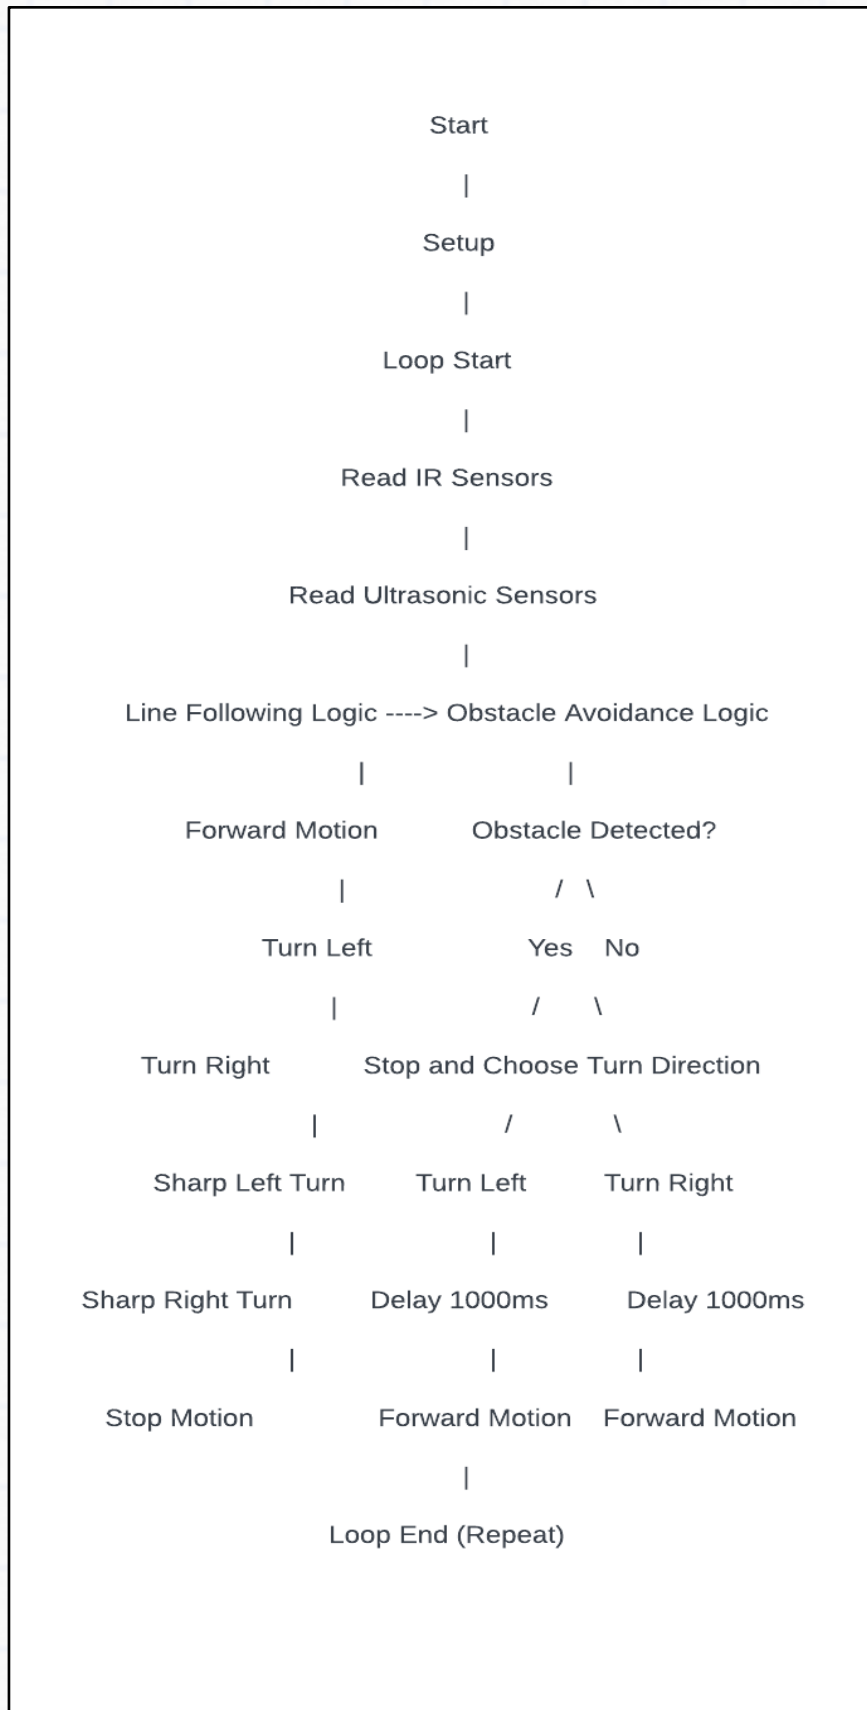 Start
|
Setup
|
Loop Start
|
Read IR Sensors
|
Read Ultrasonic Sensors
|
Line Following Logic ----> Obstacle Avoidance Logic
| |
Forward Motion Obstacle Detected?
| / \
Turn Left Yes No
| / \
Turn Right Stop and Choose Turn Direction
| / \
Sharp Left Turn Turn Left Turn Right
| | |
Sharp Right Turn Delay 1000ms Delay 1000ms
| | |
Stop Motion Forward Motion Forward Motion
|
Loop End (Repeat)